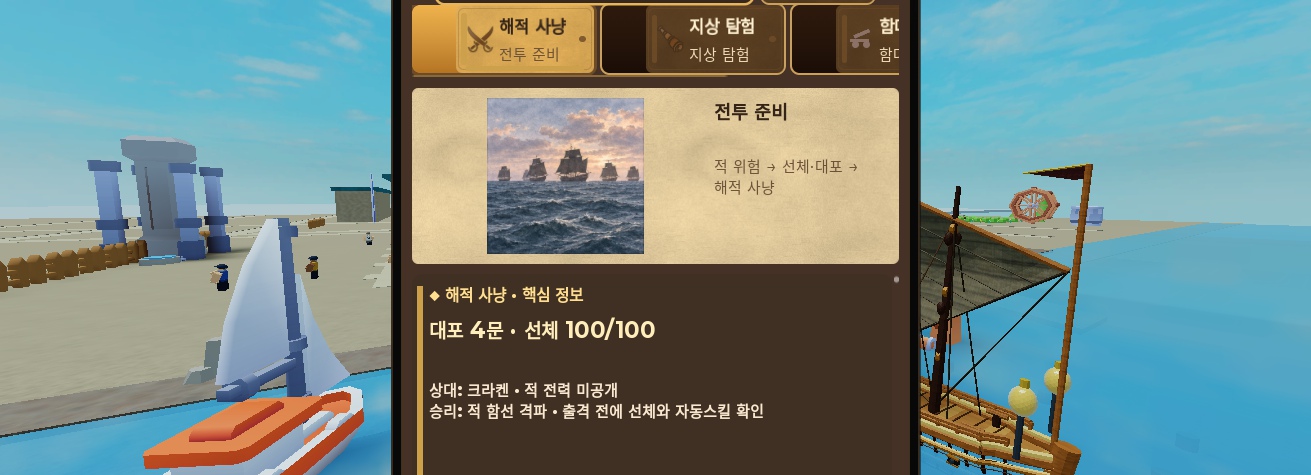 해적 사냥
전투 준비
지상 탐험
지상 탐험
전투 준비
적 위험 → 선체·대포 →
해적 사냥
◆ 해적 사냥 • 핵심 정보
대포 4문 • 선체 100/100
상대: 크라켄 • 적 전력 미공개
승리: 적 함선 격파 • 출격 전에 선체와 자동스킬 확인